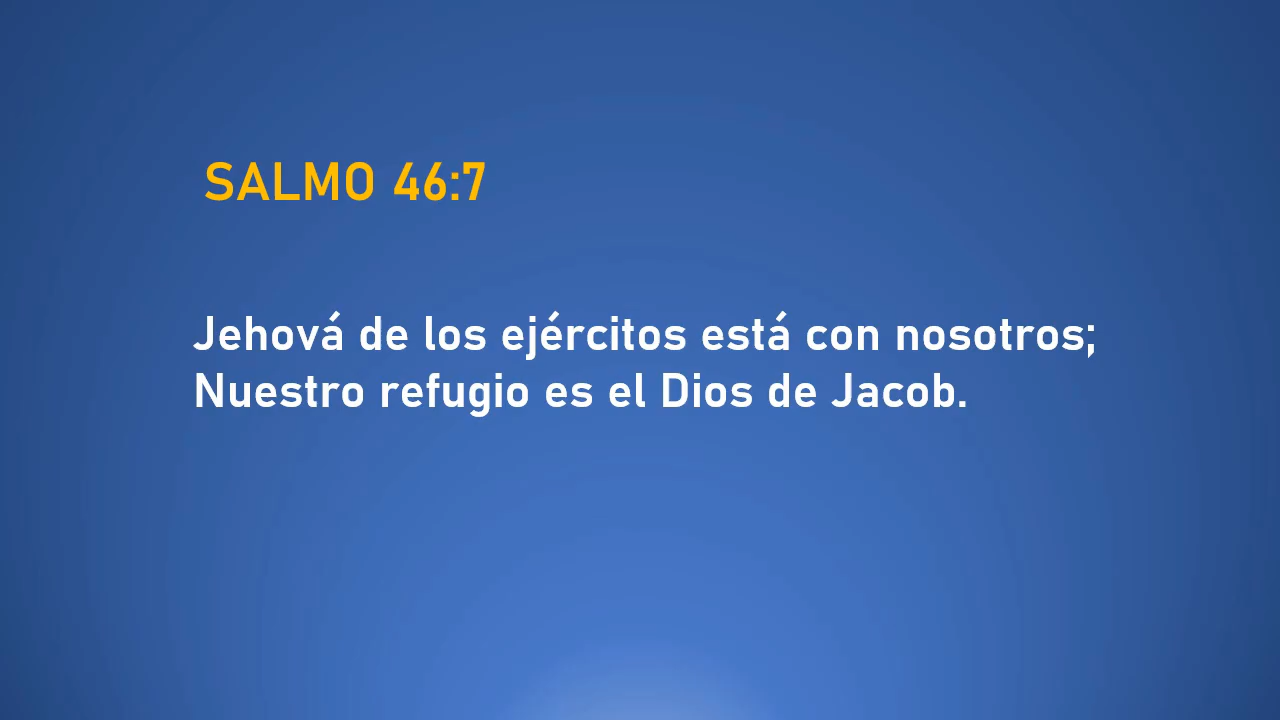 SALMO 46:7
Jehová de los ejércitos está con nosotros;
Nuestro refugio es el Dios de Jacob.